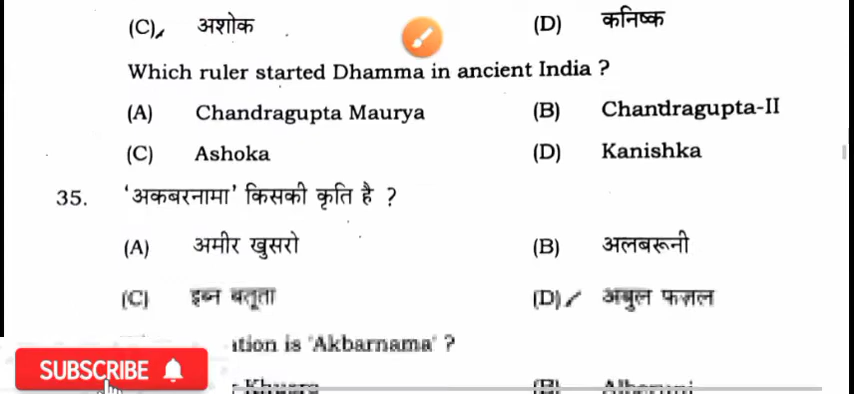 (C) अशोक (D) कनिष्क
Which ruler started Dhamma in ancient India ?
(A) Chandragupta Maurya (B) Chandragupta-II
(C) Ashoka (D) Kanishka
35. 'अकबरनामा' किसकी कृति है ?
(A) अमीर खुसरो (B) अलबरूनी
(C) इब्न बतूता (D) अबुल फज़ल
is 'Akbarnama' ?
SUBSCRIBE
(B)